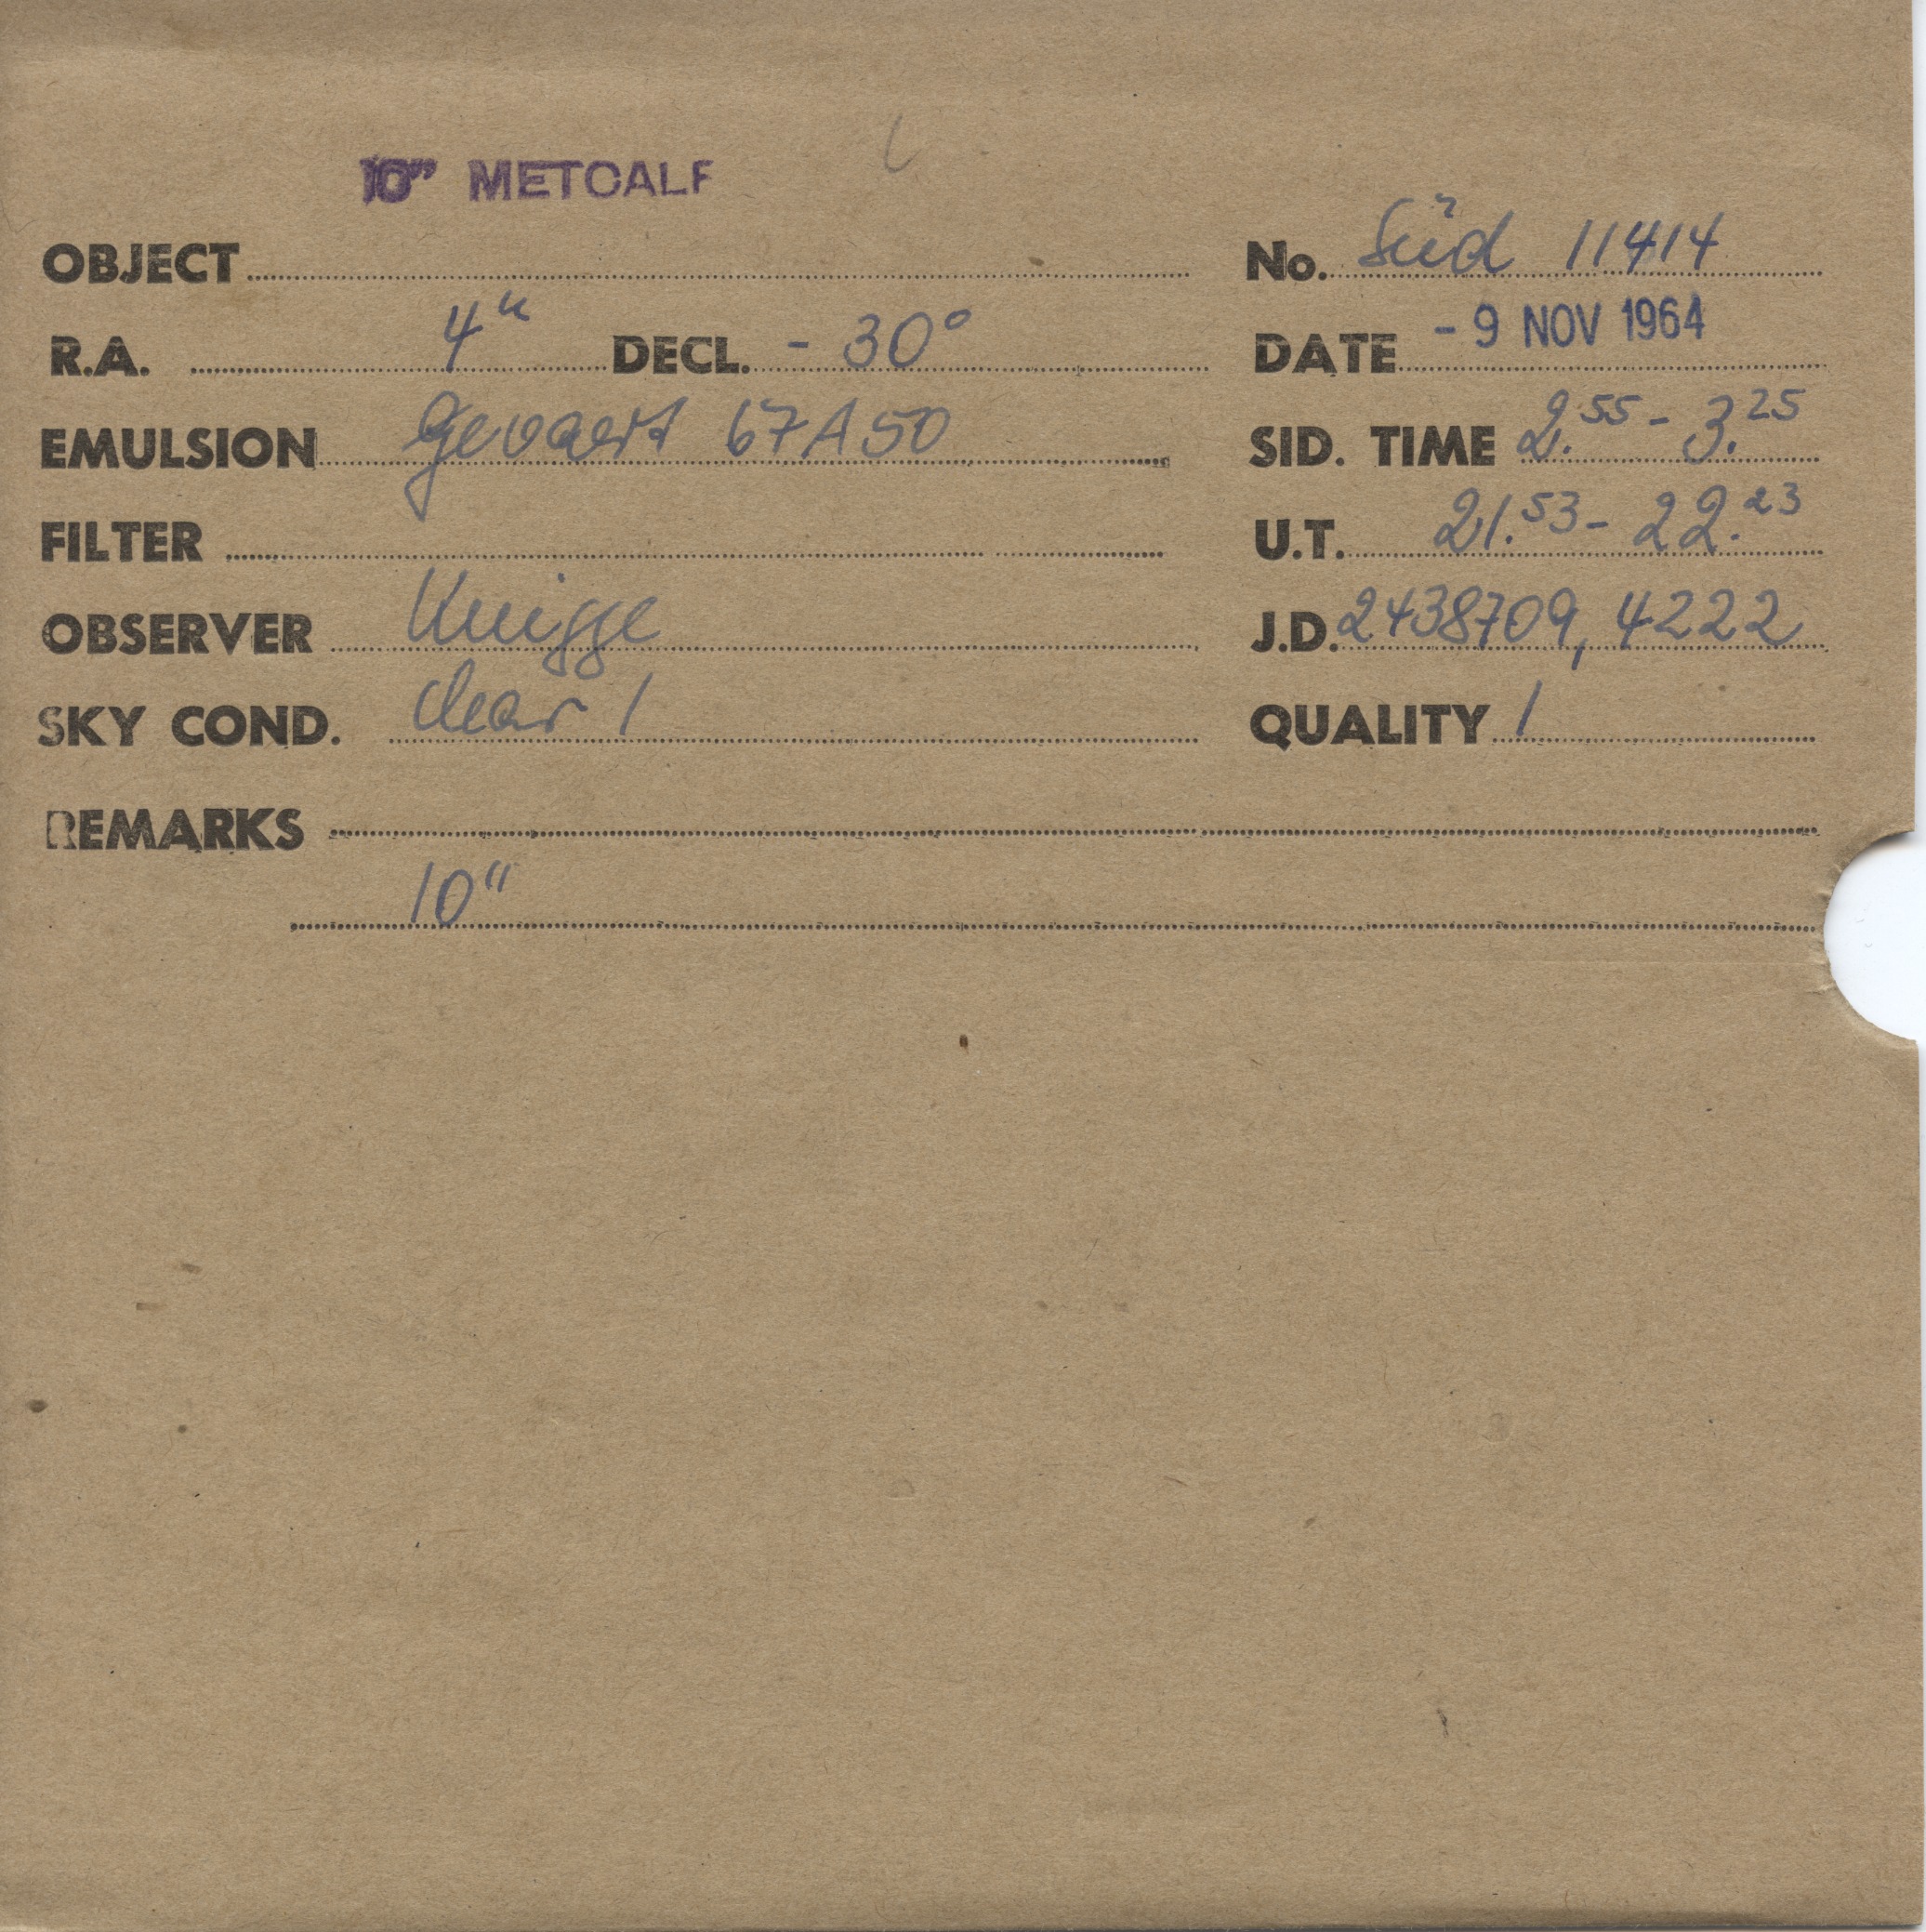 10" METCALF
OBJECT No. Süd 11414
R.A. 4h DECL. - 30° DATE - 9 NOV 1964
EMULSION Gevaert 67A50 SID. TIME 2.55 - 3.25
FILTER U.T. 21.53 - 22.23
OBSERVER Knigge J.D. 2438709,4222
SKY COND. clear 1 QUALITY 1
REMARKS
10"